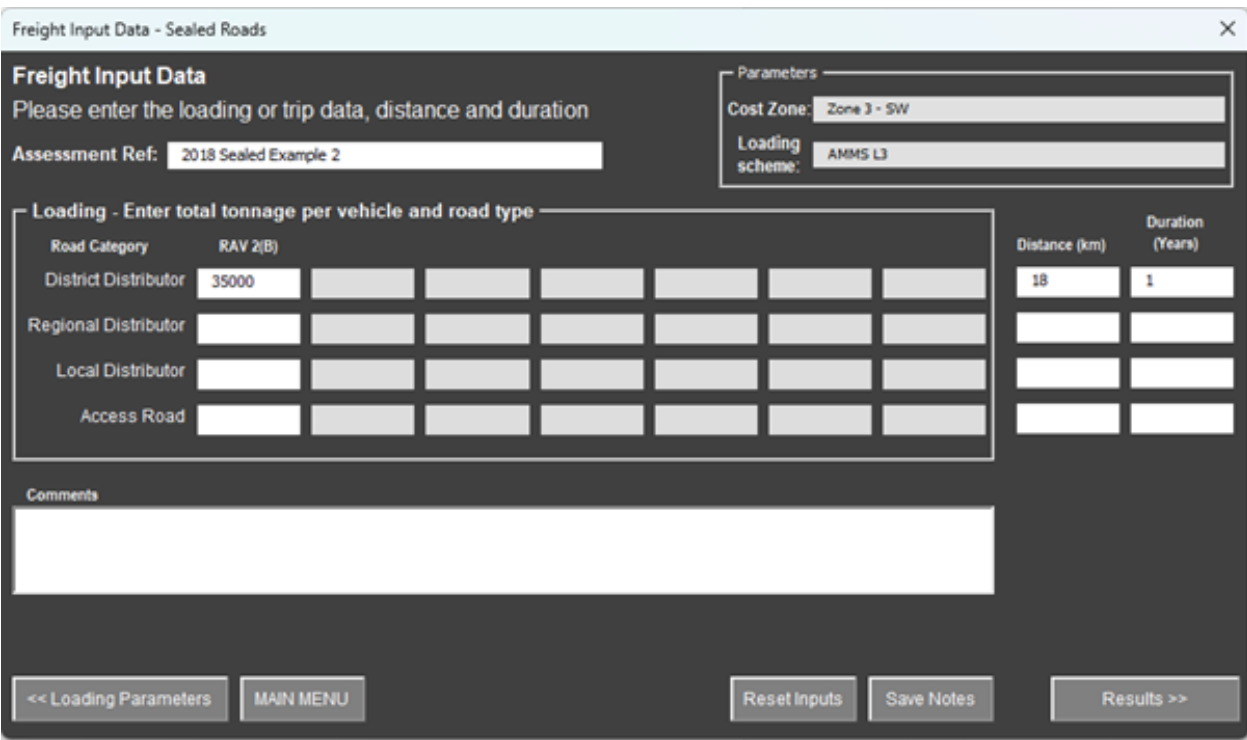 Freight Input Data - Sealed Roads
Freight Input Data
Please enter the loading or trip data, distance and duration
Assessment Ref: 2018 Sealed Example 2
Parameters
Cost Zone: Zone 3 - SW
Loading scheme: AMMS L3
Loading - Enter total tonnage per vehicle and road type
Road Category RAV 2(B) Distance (km) Duration (Years)
District Distributor 35000 18 1
Regional Distributor
Local Distributor
Access Road
Comments
<< Loading Parameters MAIN MENU Reset Inputs Save Notes Results >>